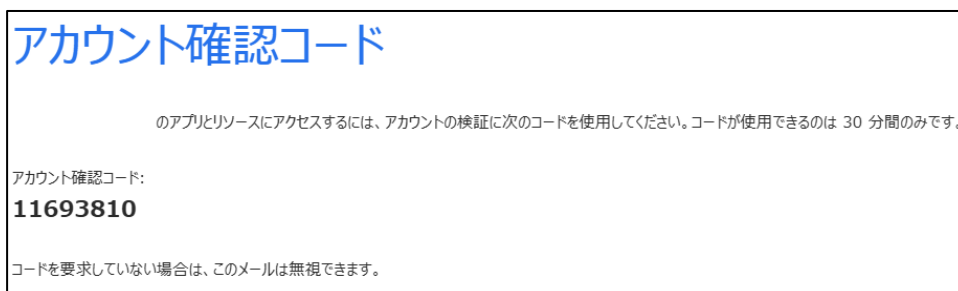 アカウント確認コード
のアプリとリソースにアクセスするには、アカウントの検証に次のコードを使用してください。コードが使用できるのは 30 分間のみです。
アカウント確認コード:
11693810
コードを要求していない場合は、このメールは無視できます。